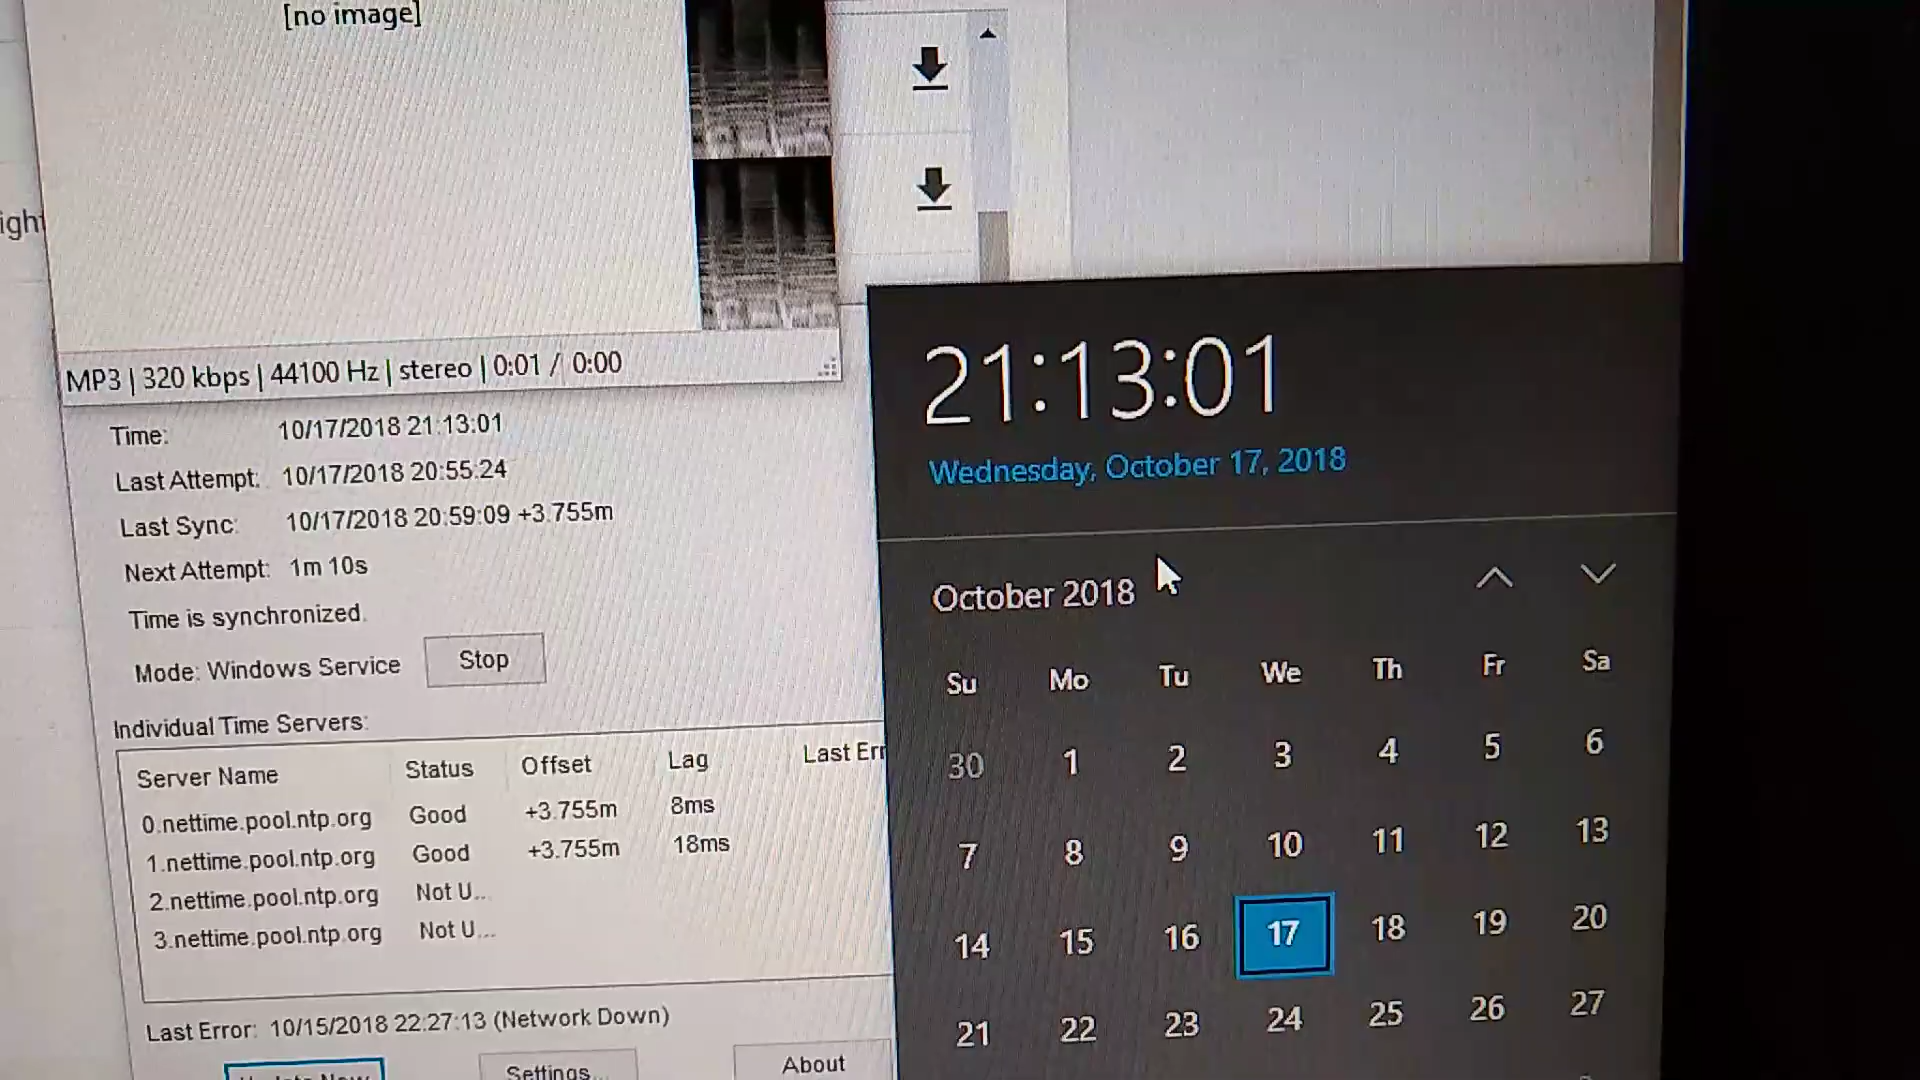 [no image]
ight
MP3 | 320 kbps | 44100 Hz | stereo | 0:01 / 0:00
Time: 10/17/2018 21:13:01
Last Attempt: 10/17/2018 20:55:24
Last Sync: 10/17/2018 20:59:09 +3.755m
Next Attempt: 1m 10s
Time is synchronized.
Mode: Windows Service Stop
Individual Time Servers:
Server Name Status Offset Lag Last Err
0.nettime.pool.ntp.org Good +3.755m 8ms
1.nettime.pool.ntp.org Good +3.755m 18ms
2.nettime.pool.ntp.org Not U...
3.nettime.pool.ntp.org Not U...
Last Error: 10/15/2018 22:27:13 (Network Down)
Update Now Settings... About
21:13:01
Wednesday, October 17, 2018
October 2018
Su Mo Tu We Th Fr Sa
30 1 2 3 4 5 6
7 8 9 10 11 12 13
14 15 16 17 18 19 20
21 22 23 24 25 26 27